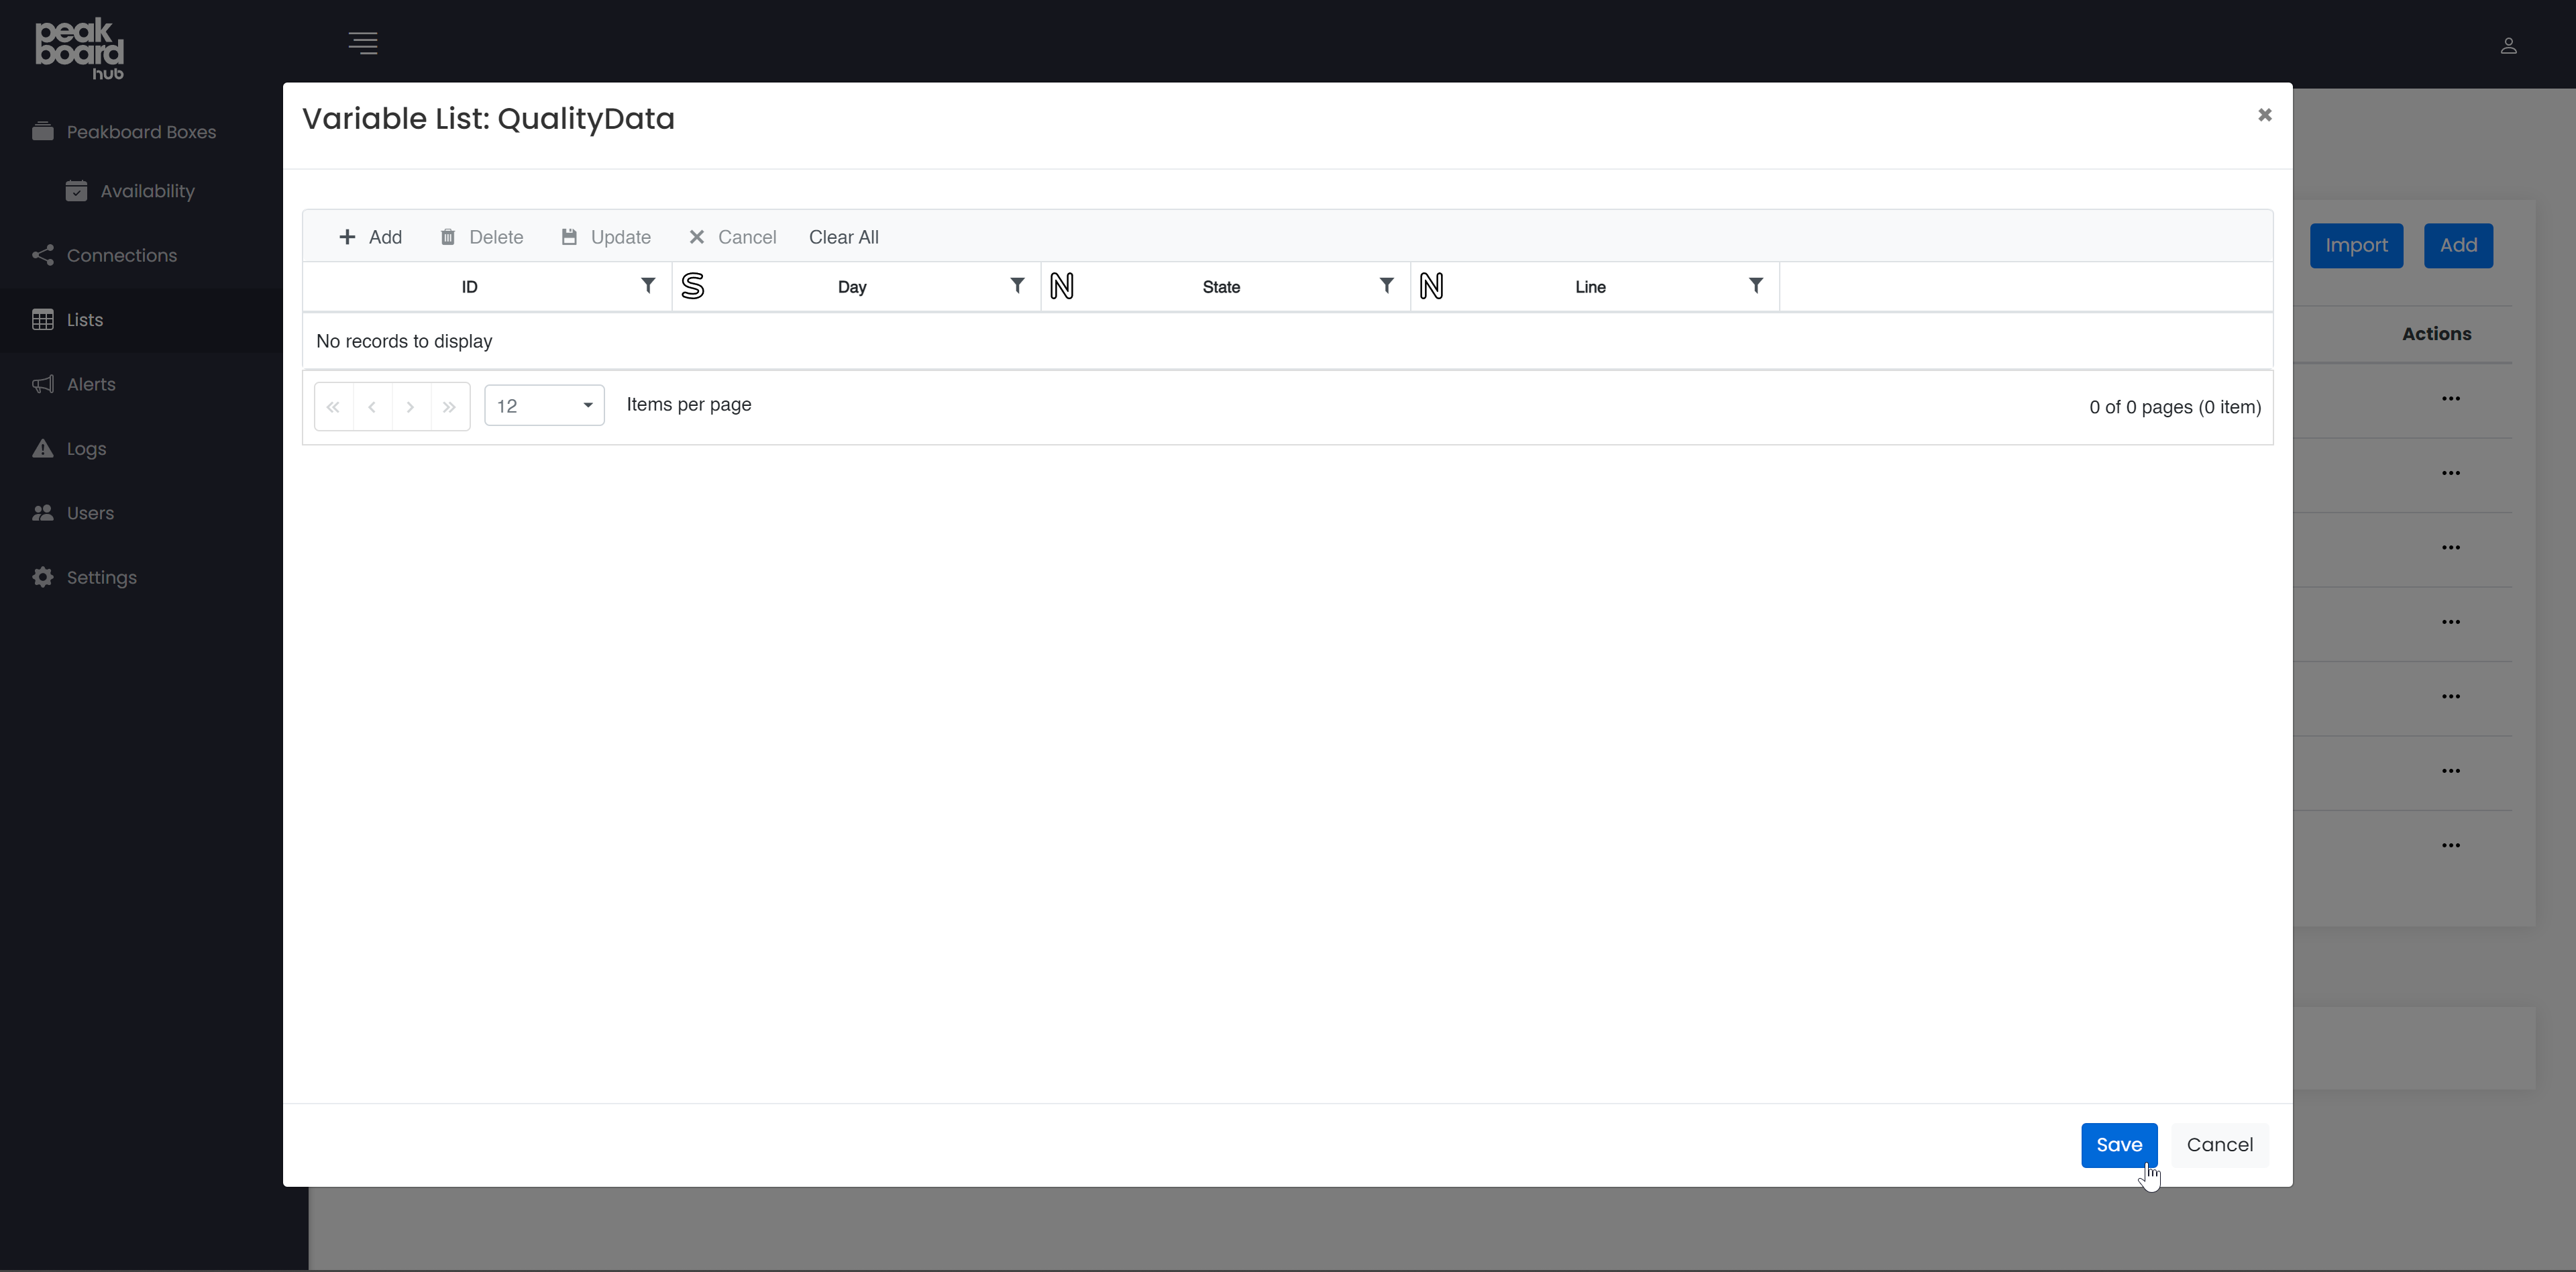 peak
board
hub
Peakboard Boxes
Availability
Connections
Lists
Alerts
Logs
Users
Settings
Variable List: QualityData
Add Delete Update Cancel Clear All
ID S Day N State N Line
No records to display
12 Items per page 0 of 0 pages (0 item)
Save Cancel
Import Add
Actions